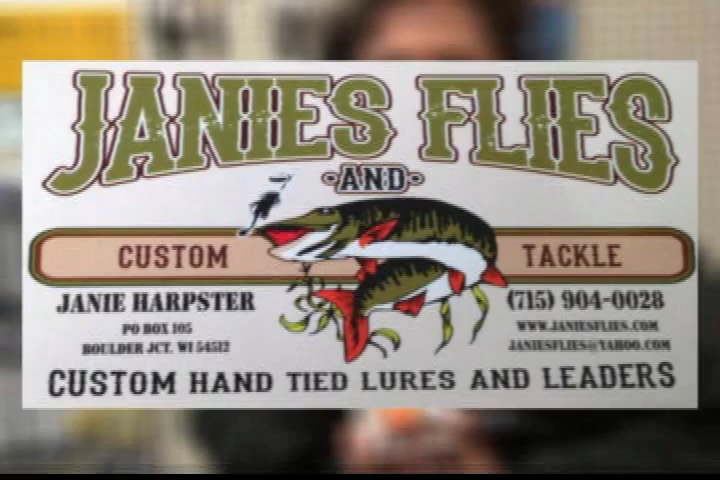 JANIES FLIES
AND
CUSTOM TACKLE
JANIE HARPSTER
PO BOX 105
BOULDER JCT. WI 54512
(715) 904-0028
WWW.JANIESFLIES.COM
JANIESFLIES@YAHOO.COM
CUSTOM HAND TIED LURES AND LEADERS